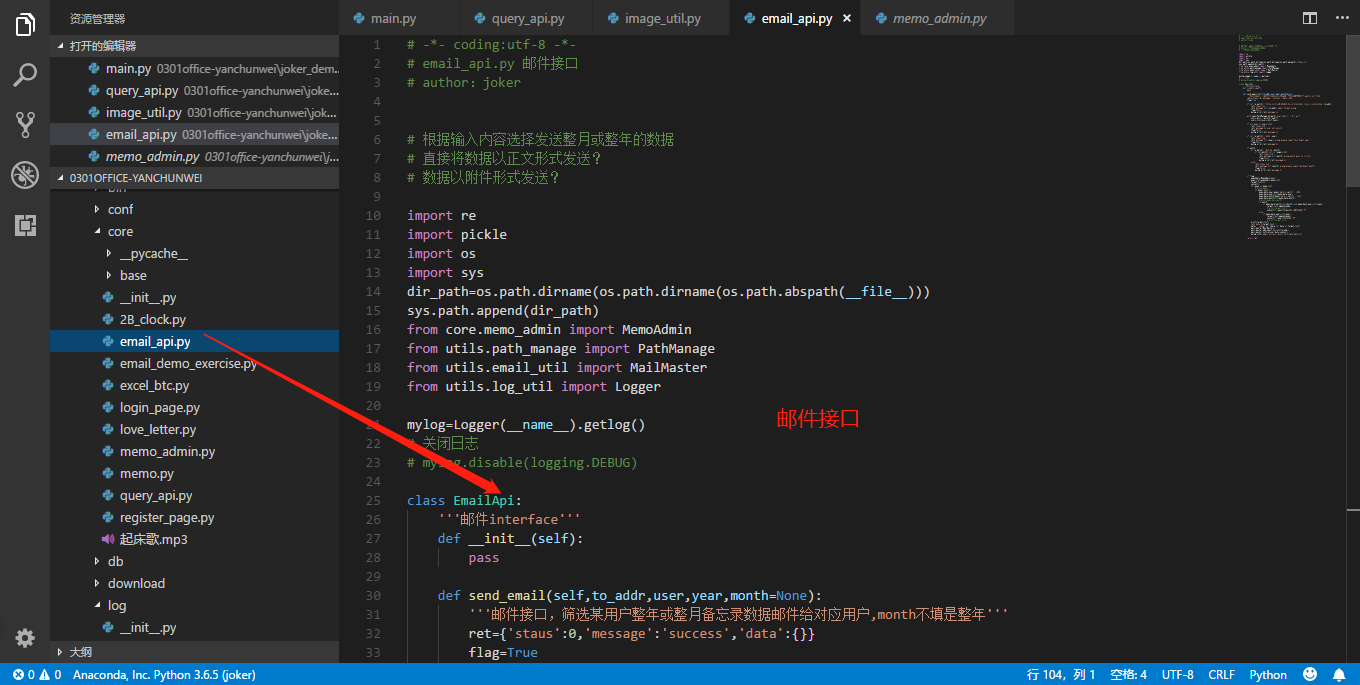 资源管理器
打开的编辑器
main.py 0301office-yanchunwei\joker_dem...
query_api.py 0301office-yanchunwei\joke...
image_util.py 0301office-yanchunwei\jok...
email_api.py 0301office-yanchunwei\joke...
memo_admin.py 0301office-yanchunwei\j...
0301OFFICE-YANCHUNWEI
conf
core
__pycache__
base
__init__.py
2B_clock.py
email_api.py
email_demo_exercise.py
excel_btc.py
login_page.py
love_letter.py
memo_admin.py
memo.py
query_api.py
register_page.py
起床歌.mp3
db
download
log
__init__.py
大纲
main.py
query_api.py
image_util.py
email_api.py ×
memo_admin.py
1 # -*- coding:utf-8 -*-
2 # email_api.py 邮件接口
3 # author：joker
4
5
6 # 根据输入内容选择发送整月或整年的数据
7 # 直接将数据以正文形式发送？
8 # 数据以附件形式发送？
9
10 import re
11 import pickle
12 import os
13 import sys
14 dir_path=os.path.dirname(os.path.dirname(os.path.abspath(__file__)))
15 sys.path.append(dir_path)
16 from core.memo_admin import MemoAdmin
17 from utils.path_manage import PathManage
18 from utils.email_util import MailMaster
19 from utils.log_util import Logger
20
mylog=Logger(__name__).getlog()
邮件接口
22 # 关闭日志
23 # mylog.disable(logging.DEBUG)
24
25 class EmailApi:
26 '''邮件interface'''
27 def __init__(self):
28 pass
29
30 def send_email(self,to_addr,user,year,month=None):
31 '''邮件接口，筛选某用户整年或整月备忘录数据邮件给对应用户,month不填是整年'''
32 ret={'staus':0,'message':'success','data':{}}
33 flag=True
0 0 Anaconda, Inc. Python 3.6.5 (joker)
行 104，列 1 空格: 4 UTF-8 CRLF Python